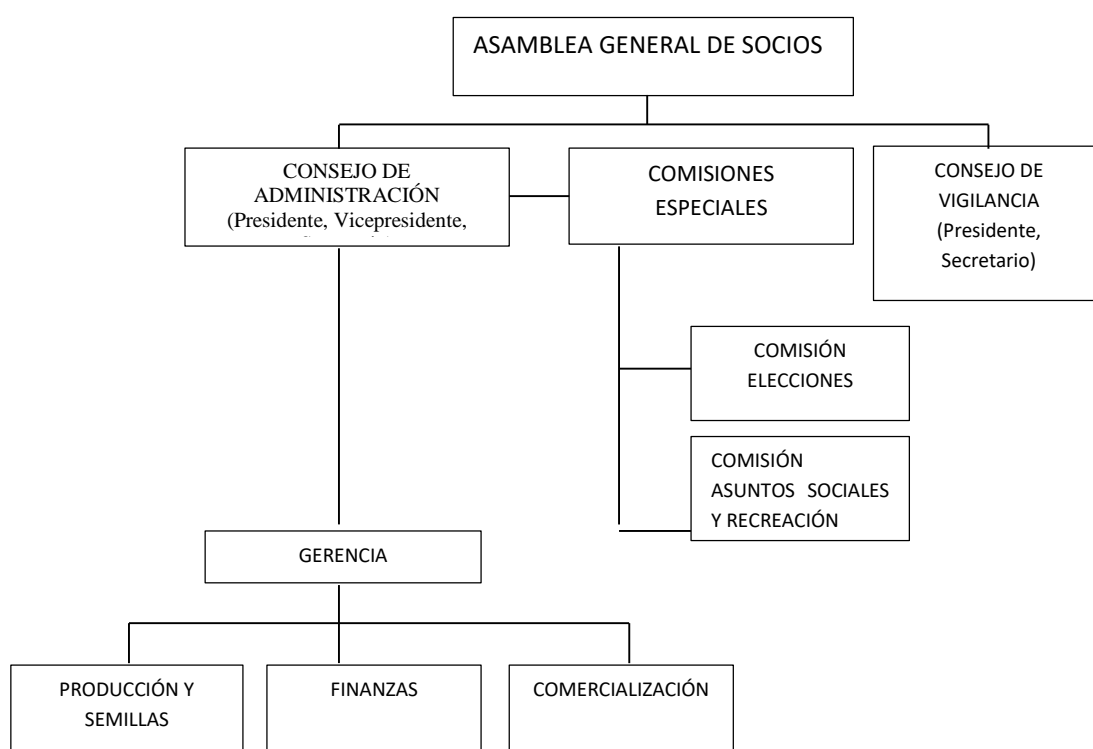 ASAMBLEA GENERAL DE SOCIOS
CONSEJO DE
ADMINISTRACIÓN
(Presidente, Vicepresidente,
COMISIONES
ESPECIALES
CONSEJO DE
VIGILANCIA
(Presidente,
Secretario)
COMISIÓN
ELECCIONES
COMISIÓN
ASUNTOS SOCIALES
Y RECREACIÓN
GERENCIA
PRODUCCIÓN Y
SEMILLAS
FINANZAS
COMERCIALIZACIÓN